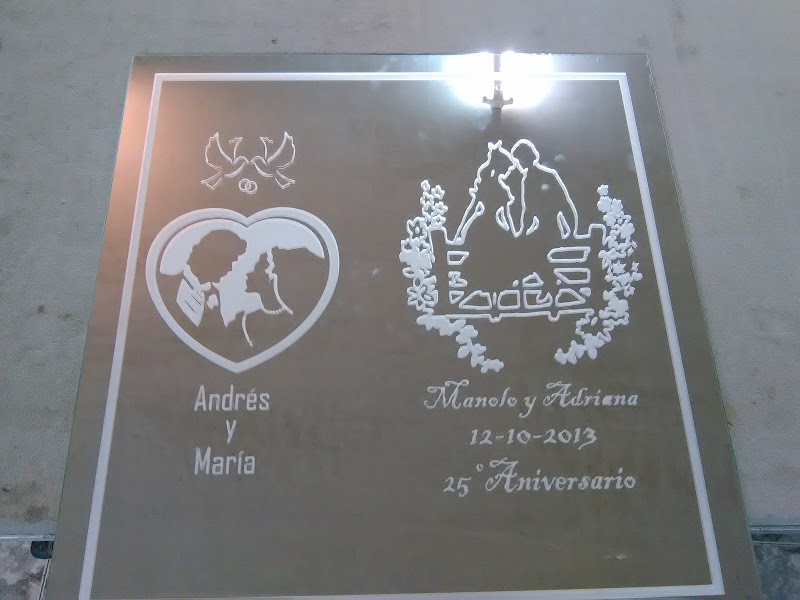 Andrés
y
María
Manolo y Adriana
12-10-2013
25° Aniversario